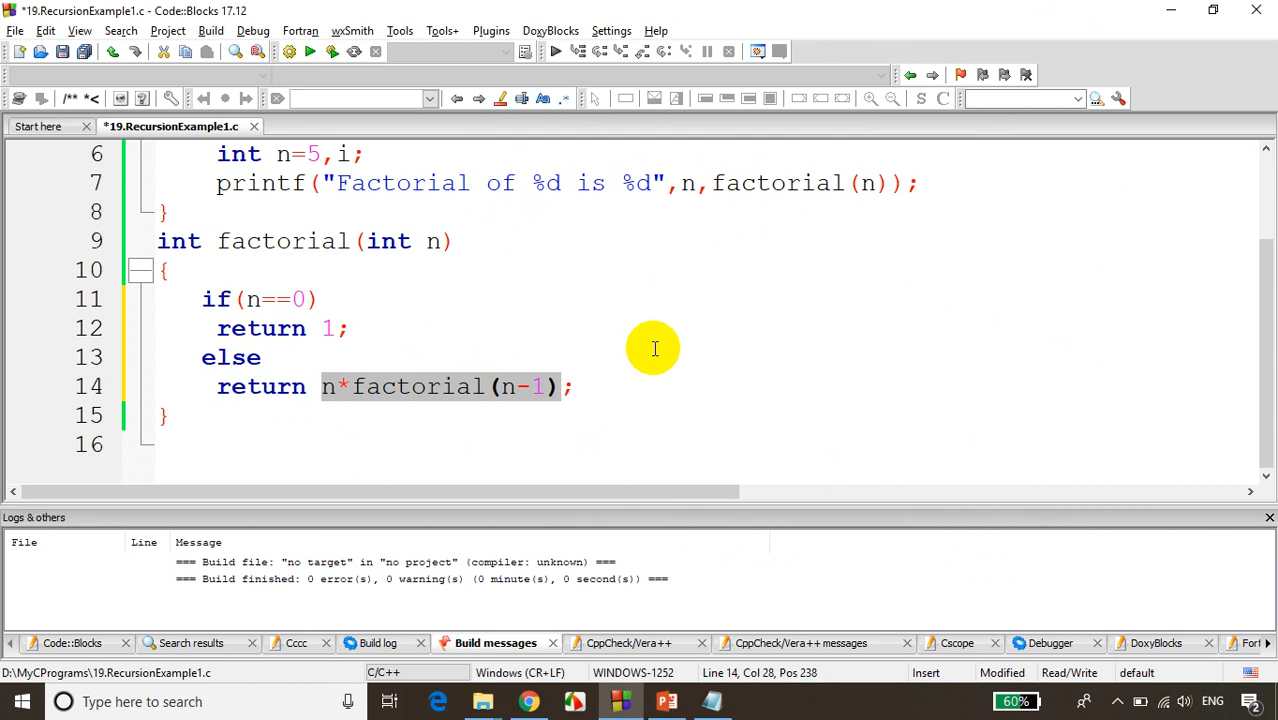 *19.RecursionExample1.c - Code::Blocks 17.12
File Edit View Search Project Build Debug Fortran wxSmith Tools Tools+ Plugins DoxyBlocks Settings Help
/** *<
Aa .* S C
Start here *19.RecursionExample1.c
6 int n=5,i;
7 printf("Factorial of %d is %d",n,factorial(n));
8 }
9 int factorial(int n)
10 {
11 if(n==0)
12 return 1;
13 else
14 return n*factorial(n-1);
15 }
16
Logs & others
File Line Message
=== Build file: "no target" in "no project" (compiler: unknown) ===
=== Build finished: 0 error(s), 0 warning(s) (0 minute(s), 0 second(s)) ===
Code::Blocks Search results Cccc Build log Build messages CppCheck/Vera++ CppCheck/Vera++ messages Cscope Debugger DoxyBlocks Fort
D:\MyCPrograms\19.RecursionExample1.c C/C++ Windows (CR+LF) WINDOWS-1252 Line 14, Col 28, Pos 238 Insert Modified Read/Write default
Type here to search 60% ENG 2